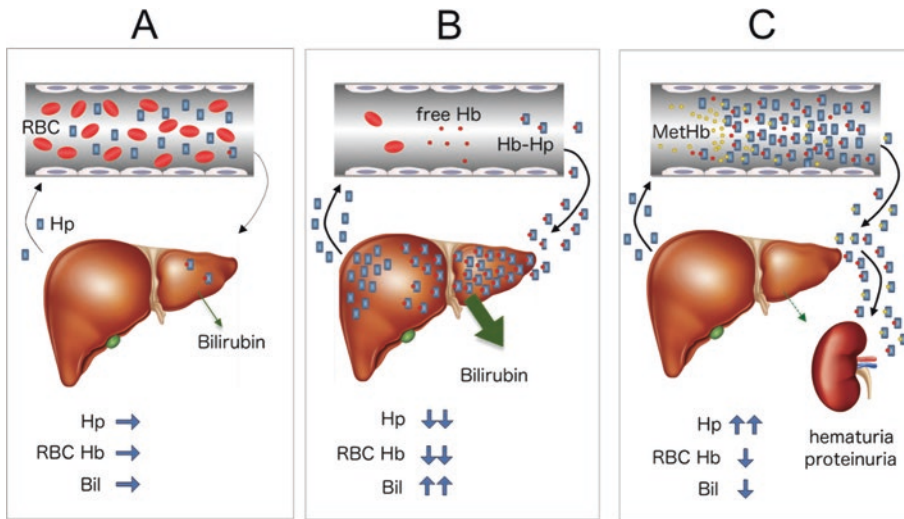 A
B
C
RBC
Hp
Bilirubin
Hp
RBC Hb
Bil
free Hb
Hb-Hp
Bilirubin
Hp
RBC Hb
Bil
MetHb
Hp
RBC Hb
Bil
hematuria
proteinuria